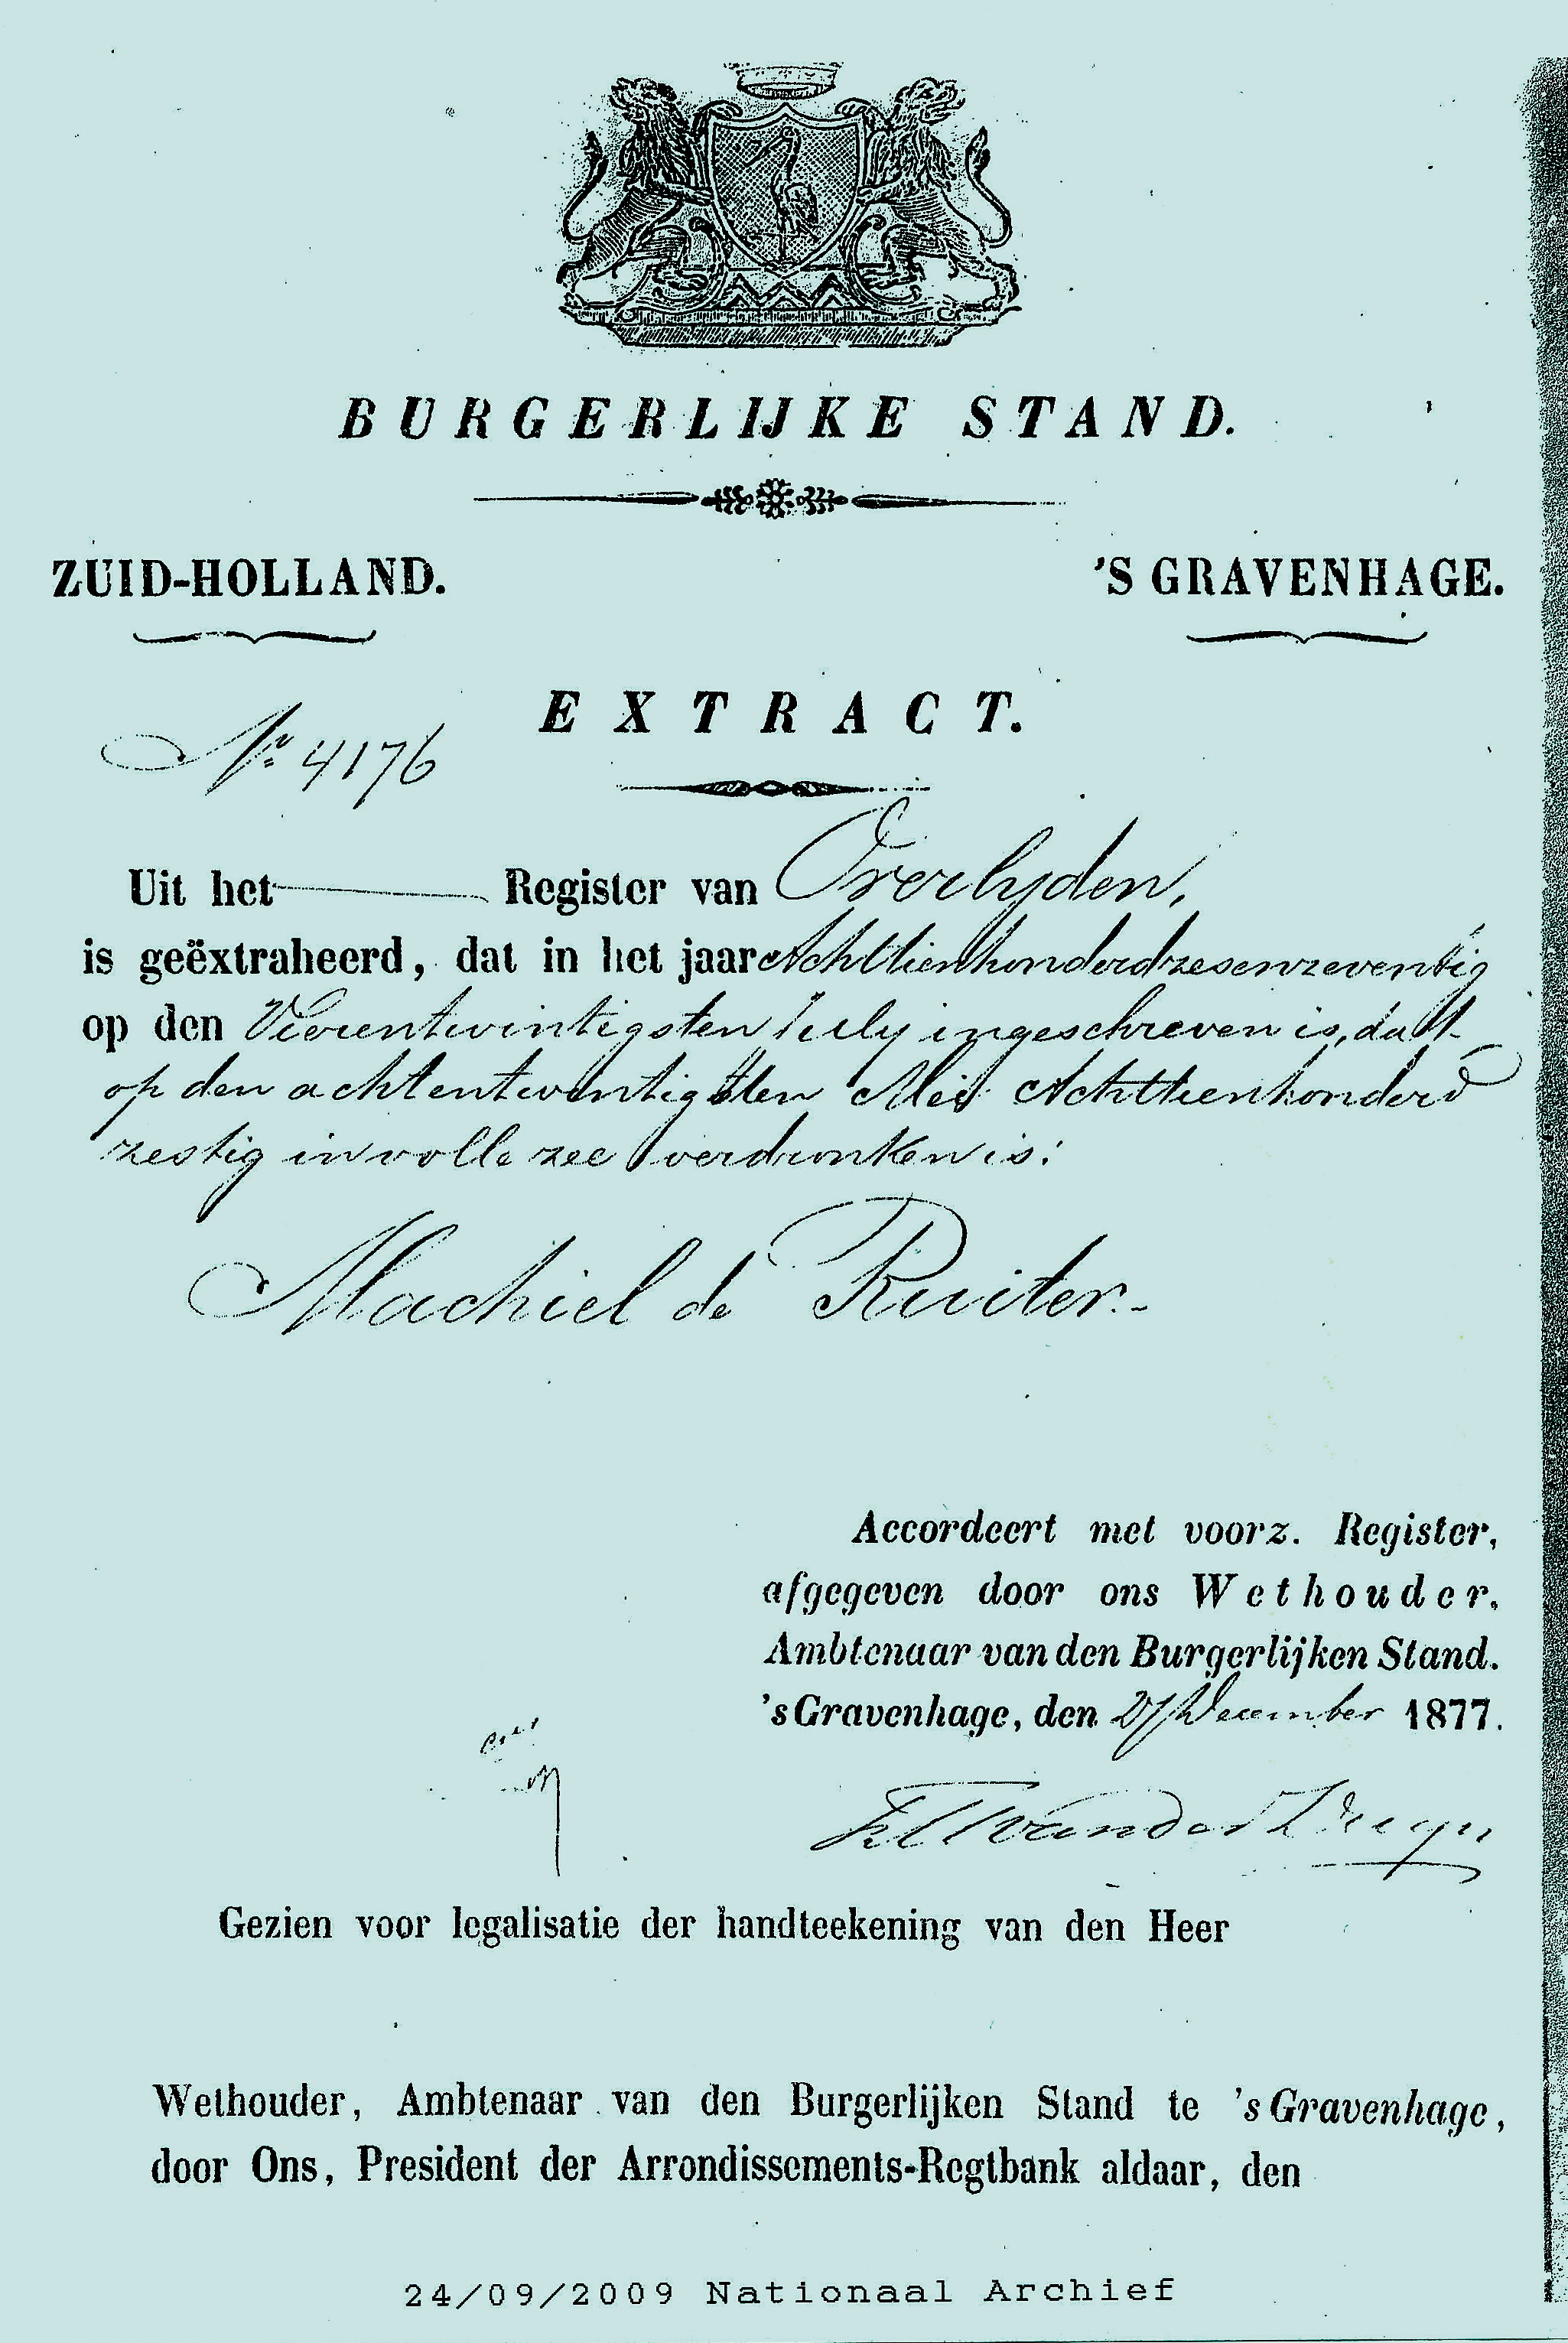 BURGERLIJKE STAND.
ZUID-HOLLAND. 'S GRAVENHAGE.
EXTRACT.
Nr. 4176
Uit het Register van Overlyden,
is geëxtraheerd, dat in het jaar Achttienhonderdzesenzeventig
op den Vierentwintigsten July ingeschreven is, dat
op den achtentwintigsten Mei Achttienhonderd
zestig in volle zee verdronken is:
Machiel de Ruiter.-
Accordeert met voorz. Register,
afgegeven door ons Wethouder,
Ambtenaar van den Burgerlijken Stand.
's Gravenhage, den 27 December 1877.
Gezien voor legalisatie der handteekening van den Heer
Wethouder, Ambtenaar van den Burgerlijken Stand te 's Gravenhage,
door Ons, President der Arrondissements-Regtbank aldaar, den
24/09/2009 Nationaal Archief